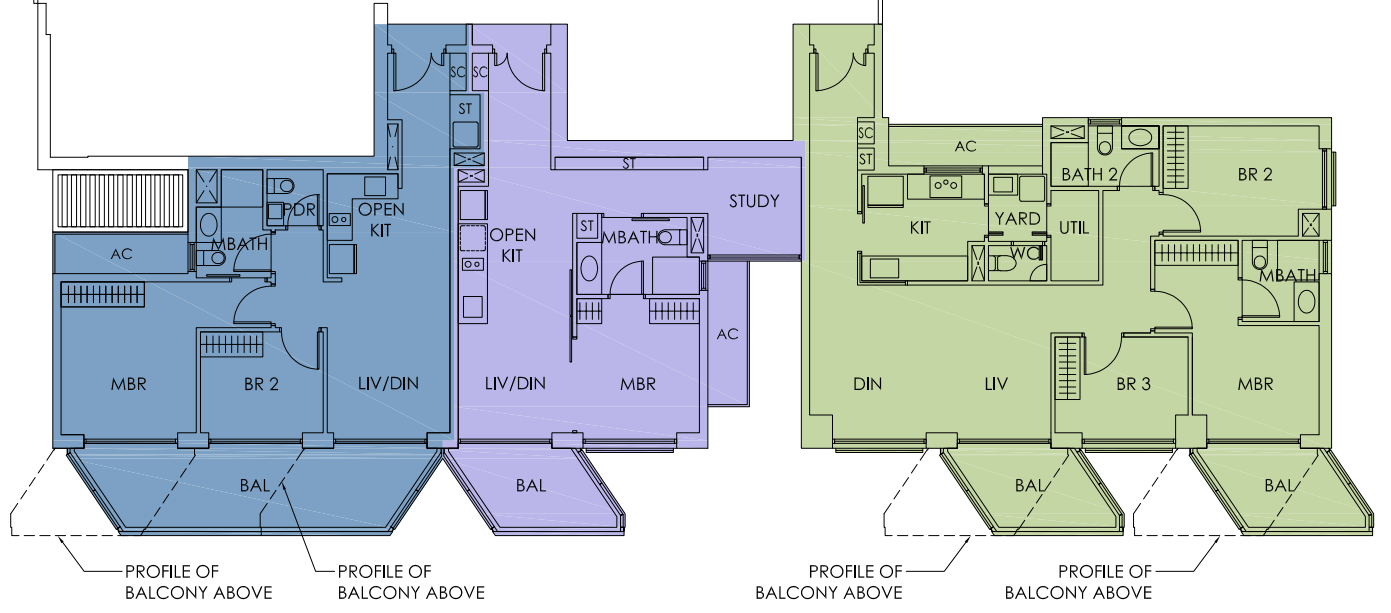 SC
SC
ST
SC
ST
AC
ST
BATH 2
BR 2
STUDY
PDR
OPEN
KIT
MBATH
AC
OPEN
KIT
ST
MBATH
KIT
YARD
UTIL
WC
MBATH
AC
MBR
BR 2
LIV/DIN
LIV/DIN
MBR
DIN
LIV
BR 3
MBR
BAL
BAL
BAL
BAL
PROFILE OF
BALCONY ABOVE
PROFILE OF
BALCONY ABOVE
PROFILE OF
BALCONY ABOVE
PROFILE OF
BALCONY ABOVE